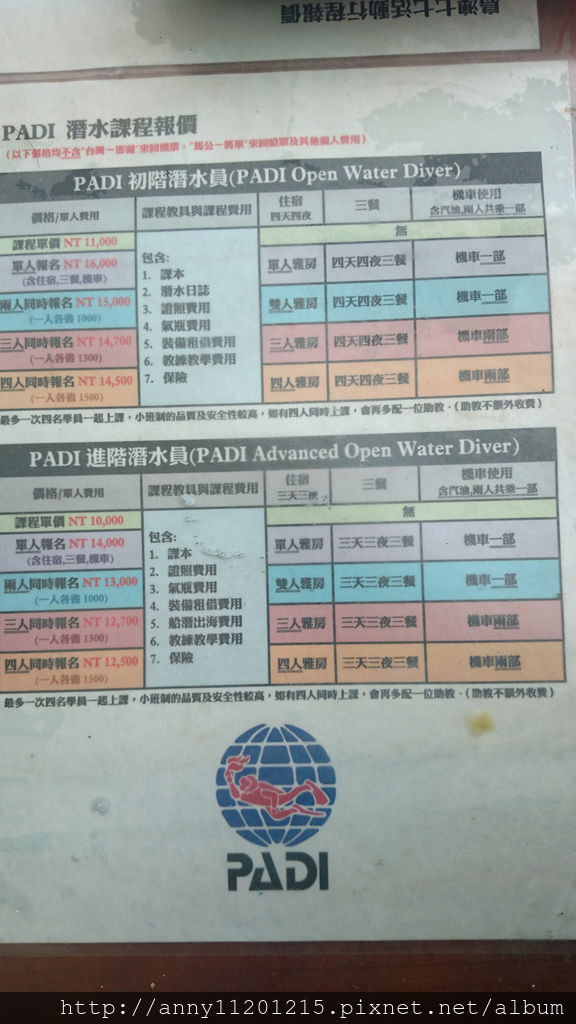 島澳七七活動行程報價
PADI 潛水課程報價
(以下價格均不含"台灣－澎湖"來回機票，"馬公－將軍"來回船票及其他個人費用)
PADI 初階潛水員(PADI Open Water Diver)
價格/單人費用 課程教具與課程費用 住宿 四天四夜 三餐 機車使用 含汽油,兩人共乘一部
課程單價 NT 11,000 無
單人報名 NT 16,000 (含住宿,三餐,機車) 單人雅房 四天四夜三餐 機車一部
兩人同時報名 NT 15,000 (一人各省 1000) 雙人雅房 四天四夜三餐 機車一部
三人同時報名 NT 14,700 (一人各省 1300) 三人雅房 四天四夜三餐 機車兩部
四人同時報名 NT 14,500 (一人各省 1500) 四人雅房 四天四夜三餐 機車兩部
包含:
1. 課本
2. 潛水日誌
3. 證照費用
4. 氣瓶費用
5. 裝備租借費用
6. 教練教學費用
7. 保險
最多一次四名學員一起上課，小班制的品質及安全性較高，如有四人同時上課，會再多配一位助教。(助教不額外收費)
PADI 進階潛水員(PADI Advanced Open Water Diver)
價格/單人費用 課程教具與課程費用 住宿 三天三夜 三餐 機車使用 含汽油,兩人共乘一部
課程單價 NT 10,000 無
單人報名 NT 14,000 (含住宿,三餐,機車) 單人雅房 三天三夜三餐 機車一部
兩人同時報名 NT 13,000 (一人各省 1000) 雙人雅房 三天三夜三餐 機車一部
三人同時報名 NT 12,700 (一人各省 1300) 三人雅房 三天三夜三餐 機車兩部
四人同時報名 NT 12,500 (一人各省 1500) 四人雅房 三天三夜三餐 機車兩部
包含:
1. 課本
2. 證照費用
3. 氣瓶費用
4. 裝備租借費用
5. 船潛出海費用
6. 教練教學費用
7. 保險
最多一次四名學員一起上課，小班制的品質及安全性較高，如有四人同時上課，會再多配一位助教。(助教不額外收費)
PADI
http://anny11201215.pixnet.net/album